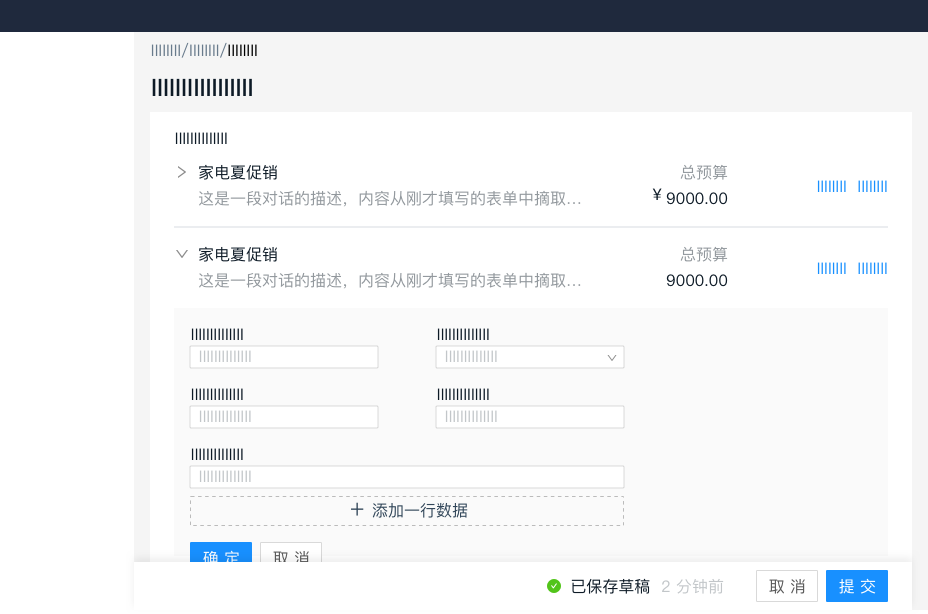 家电夏促销
总预算
这是一段对话的描述，内容从刚才填写的表单中摘取...
¥ 9000.00
家电夏促销
总预算
这是一段对话的描述，内容从刚才填写的表单中摘取...
9000.00
+ 添加一行数据
确 定 取 消
已保存草稿 2 分钟前 取 消 提 交